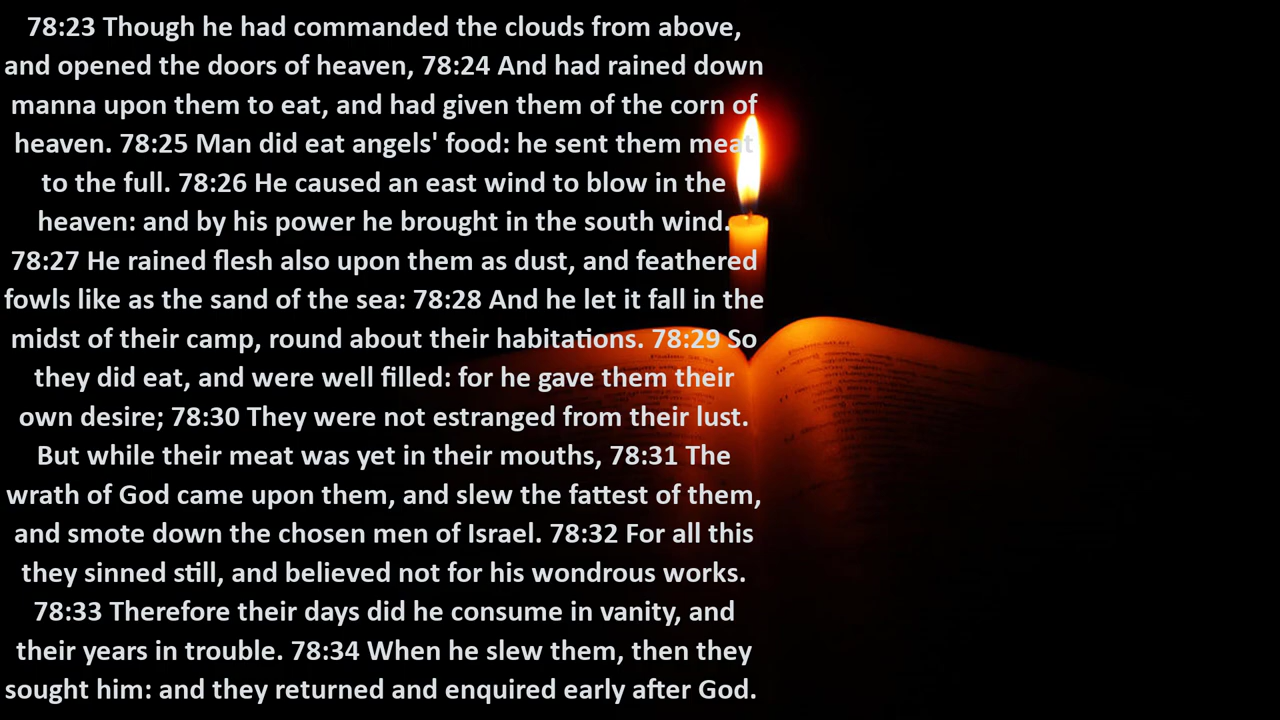 78:23 Though he had commanded the clouds from above,
and opened the doors of heaven, 78:24 And had rained down
manna upon them to eat, and had given them of the corn of
heaven. 78:25 Man did eat angels' food: he sent them meat
to the full. 78:26 He caused an east wind to blow in the
heaven: and by his power he brought in the south wind.
78:27 He rained flesh also upon them as dust, and feathered
fowls like as the sand of the sea: 78:28 And he let it fall in the
midst of their camp, round about their habitations. 78:29 So
they did eat, and were well filled: for he gave them their
own desire; 78:30 They were not estranged from their lust.
But while their meat was yet in their mouths, 78:31 The
wrath of God came upon them, and slew the fattest of them,
and smote down the chosen men of Israel. 78:32 For all this
they sinned still, and believed not for his wondrous works.
78:33 Therefore their days did he consume in vanity, and
their years in trouble. 78:34 When he slew them, then they
sought him: and they returned and enquired early after God.